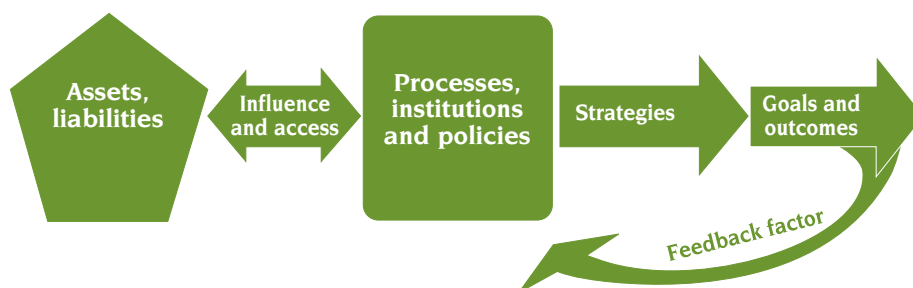 Assets,
liabilities
Influence
and access
Processes,
institutions
and policies
Strategies
Goals and
outcomes
Feedback factor